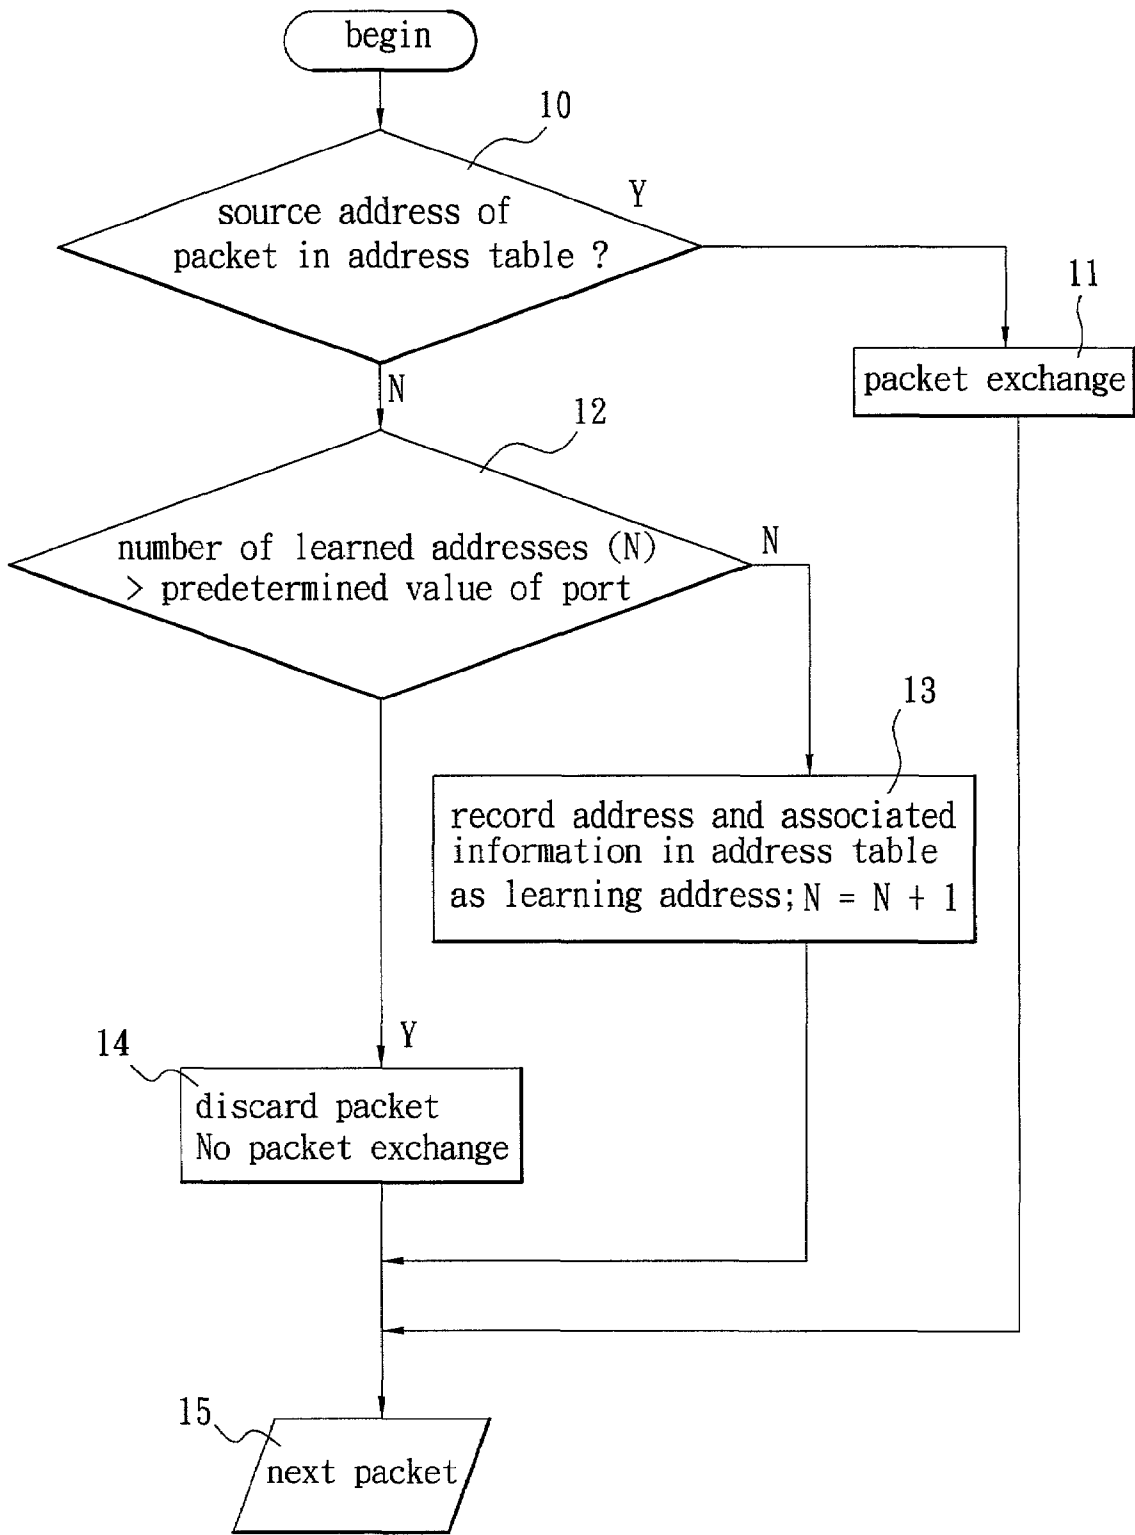 begin
10
Y
source address of
packet in address table ?
11
packet exchange
N
12
N
number of learned addresses (N)
> predetermined value of port
13
record address and associated
information in address table
as learning address; N = N + 1
Y
14
discard packet
No packet exchange
15
next packet